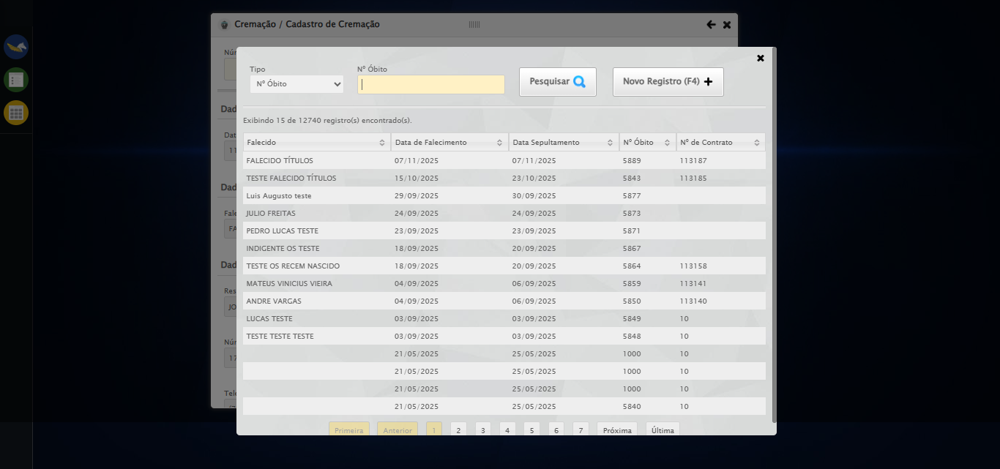 Cremação / Cadastro de Cremação
Tipo
Nº Óbito
Nº Óbito
Pesquisar
Novo Registro (F4)
Exibindo 15 de 12740 registro(s) encontrado(s).
Falecido Data de Falecimento Data Sepultamento Nº Óbito Nº de Contrato
FALECIDO TÍTULOS 07/11/2025 07/11/2025 5889 113187
TESTE FALECIDO TÍTULOS 15/10/2025 23/10/2025 5843 113185
Luis Augusto teste 29/09/2025 30/09/2025 5877
JULIO FREITAS 24/09/2025 24/09/2025 5873
PEDRO LUCAS TESTE 23/09/2025 23/09/2025 5871
INDIGENTE OS TESTE 18/09/2025 20/09/2025 5867
TESTE OS RECEM NASCIDO 18/09/2025 20/09/2025 5864 113158
MATEUS VINICIUS VIEIRA 04/09/2025 06/09/2025 5859 113141
ANDRE VARGAS 04/09/2025 06/09/2025 5850 113140
LUCAS TESTE 03/09/2025 03/09/2025 5849 10
TESTE TESTE TESTE 03/09/2025 03/09/2025 5848 10
21/05/2025 25/05/2025 1000 10
21/05/2025 25/05/2025 1000 10
21/05/2025 25/05/2025 1000 10
21/05/2025 25/05/2025 5840 10
Primeira Anterior 1 2 3 4 5 6 7 Próxima Última